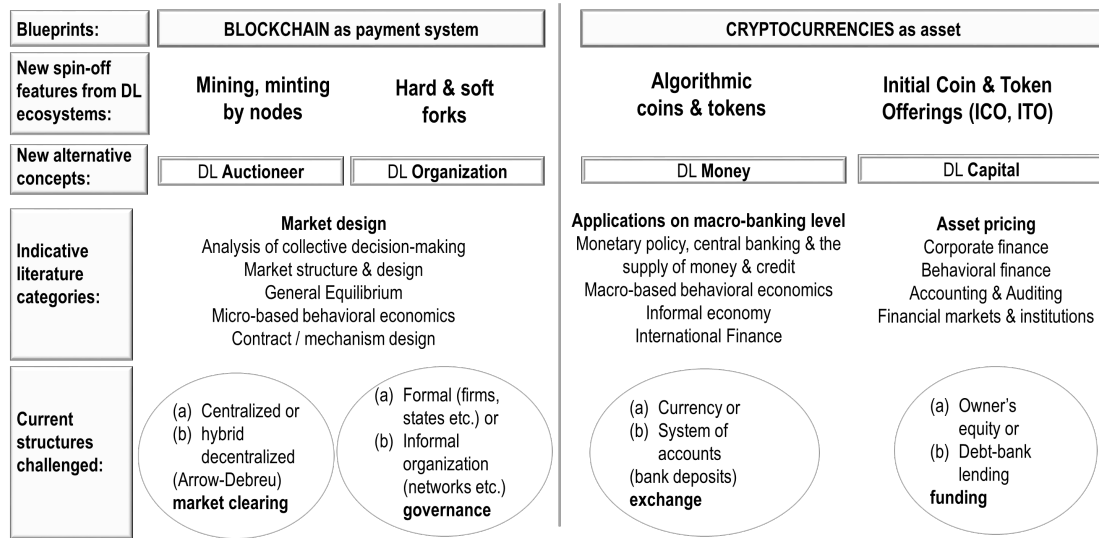 Blueprints:
BLOCKCHAIN as payment system
CRYPTOCURRENCIES as asset
New spin-off
features from DL
ecosystems:
Mining, minting
by nodes
Hard & soft
forks
Algorithmic
coins & tokens
Initial Coin & Token
Offerings (ICO, ITO)
New alternative
concepts:
DL Auctioneer
DL Organization
DL Money
DL Capital
Indicative
literature
categories:
Market design
Analysis of collective decision-making
Market structure & design
General Equilibrium
Micro-based behavioral economics
Contract / mechanism design
Applications on macro-banking level
Monetary policy, central banking & the
supply of money & credit
Macro-based behavioral economics
Informal economy
International Finance
Asset pricing
Corporate finance
Behavioral finance
Accounting & Auditing
Financial markets & institutions
Current
structures
challenged:
(a) Centralized or
(b) hybrid
decentralized
(Arrow-Debreu)
market clearing
(a) Formal (firms,
states etc.) or
(b) Informal
organization
(networks etc.)
governance
(a) Currency or
(b) System of
accounts
(bank deposits)
exchange
(a) Owner's
equity or
(b) Debt-bank
lending
funding